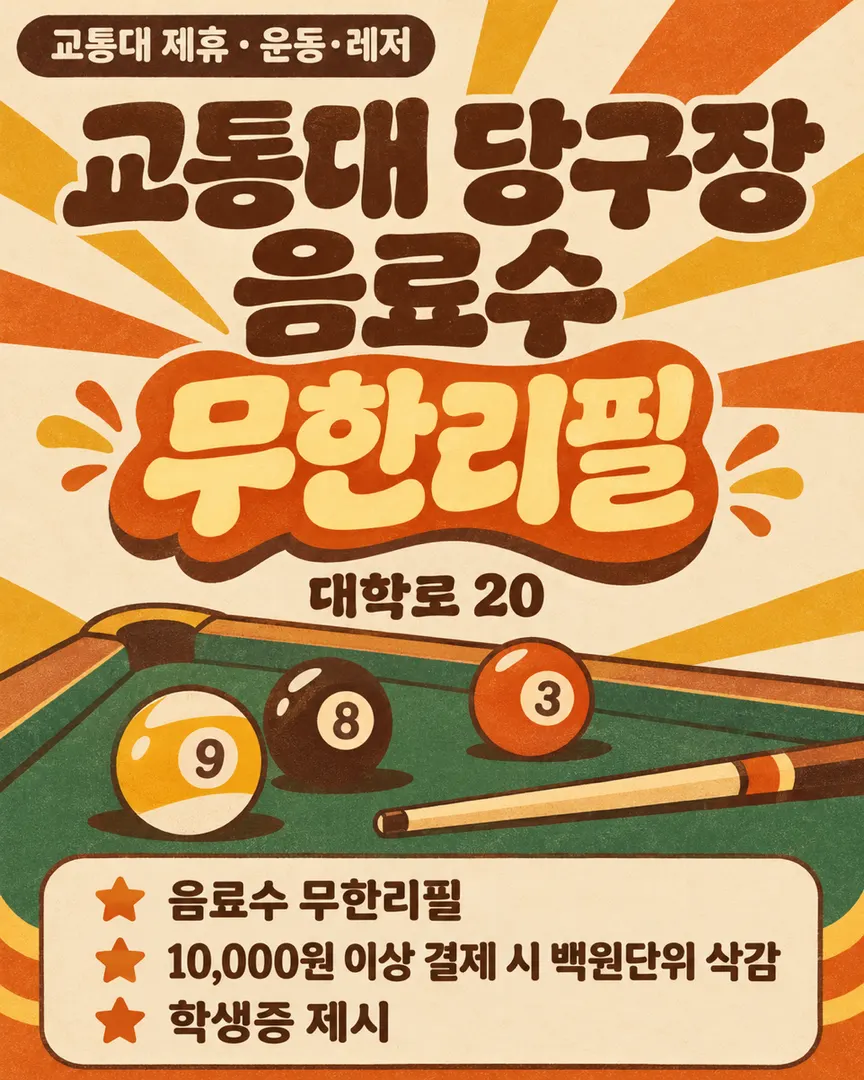 교통대 제휴 · 운동·레저
교통대 당구장
음료수
무한리필
대학로 20
9
8
3
음료수 무한리필
10,000원 이상 결제 시 백원단위 삭감
학생증 제시